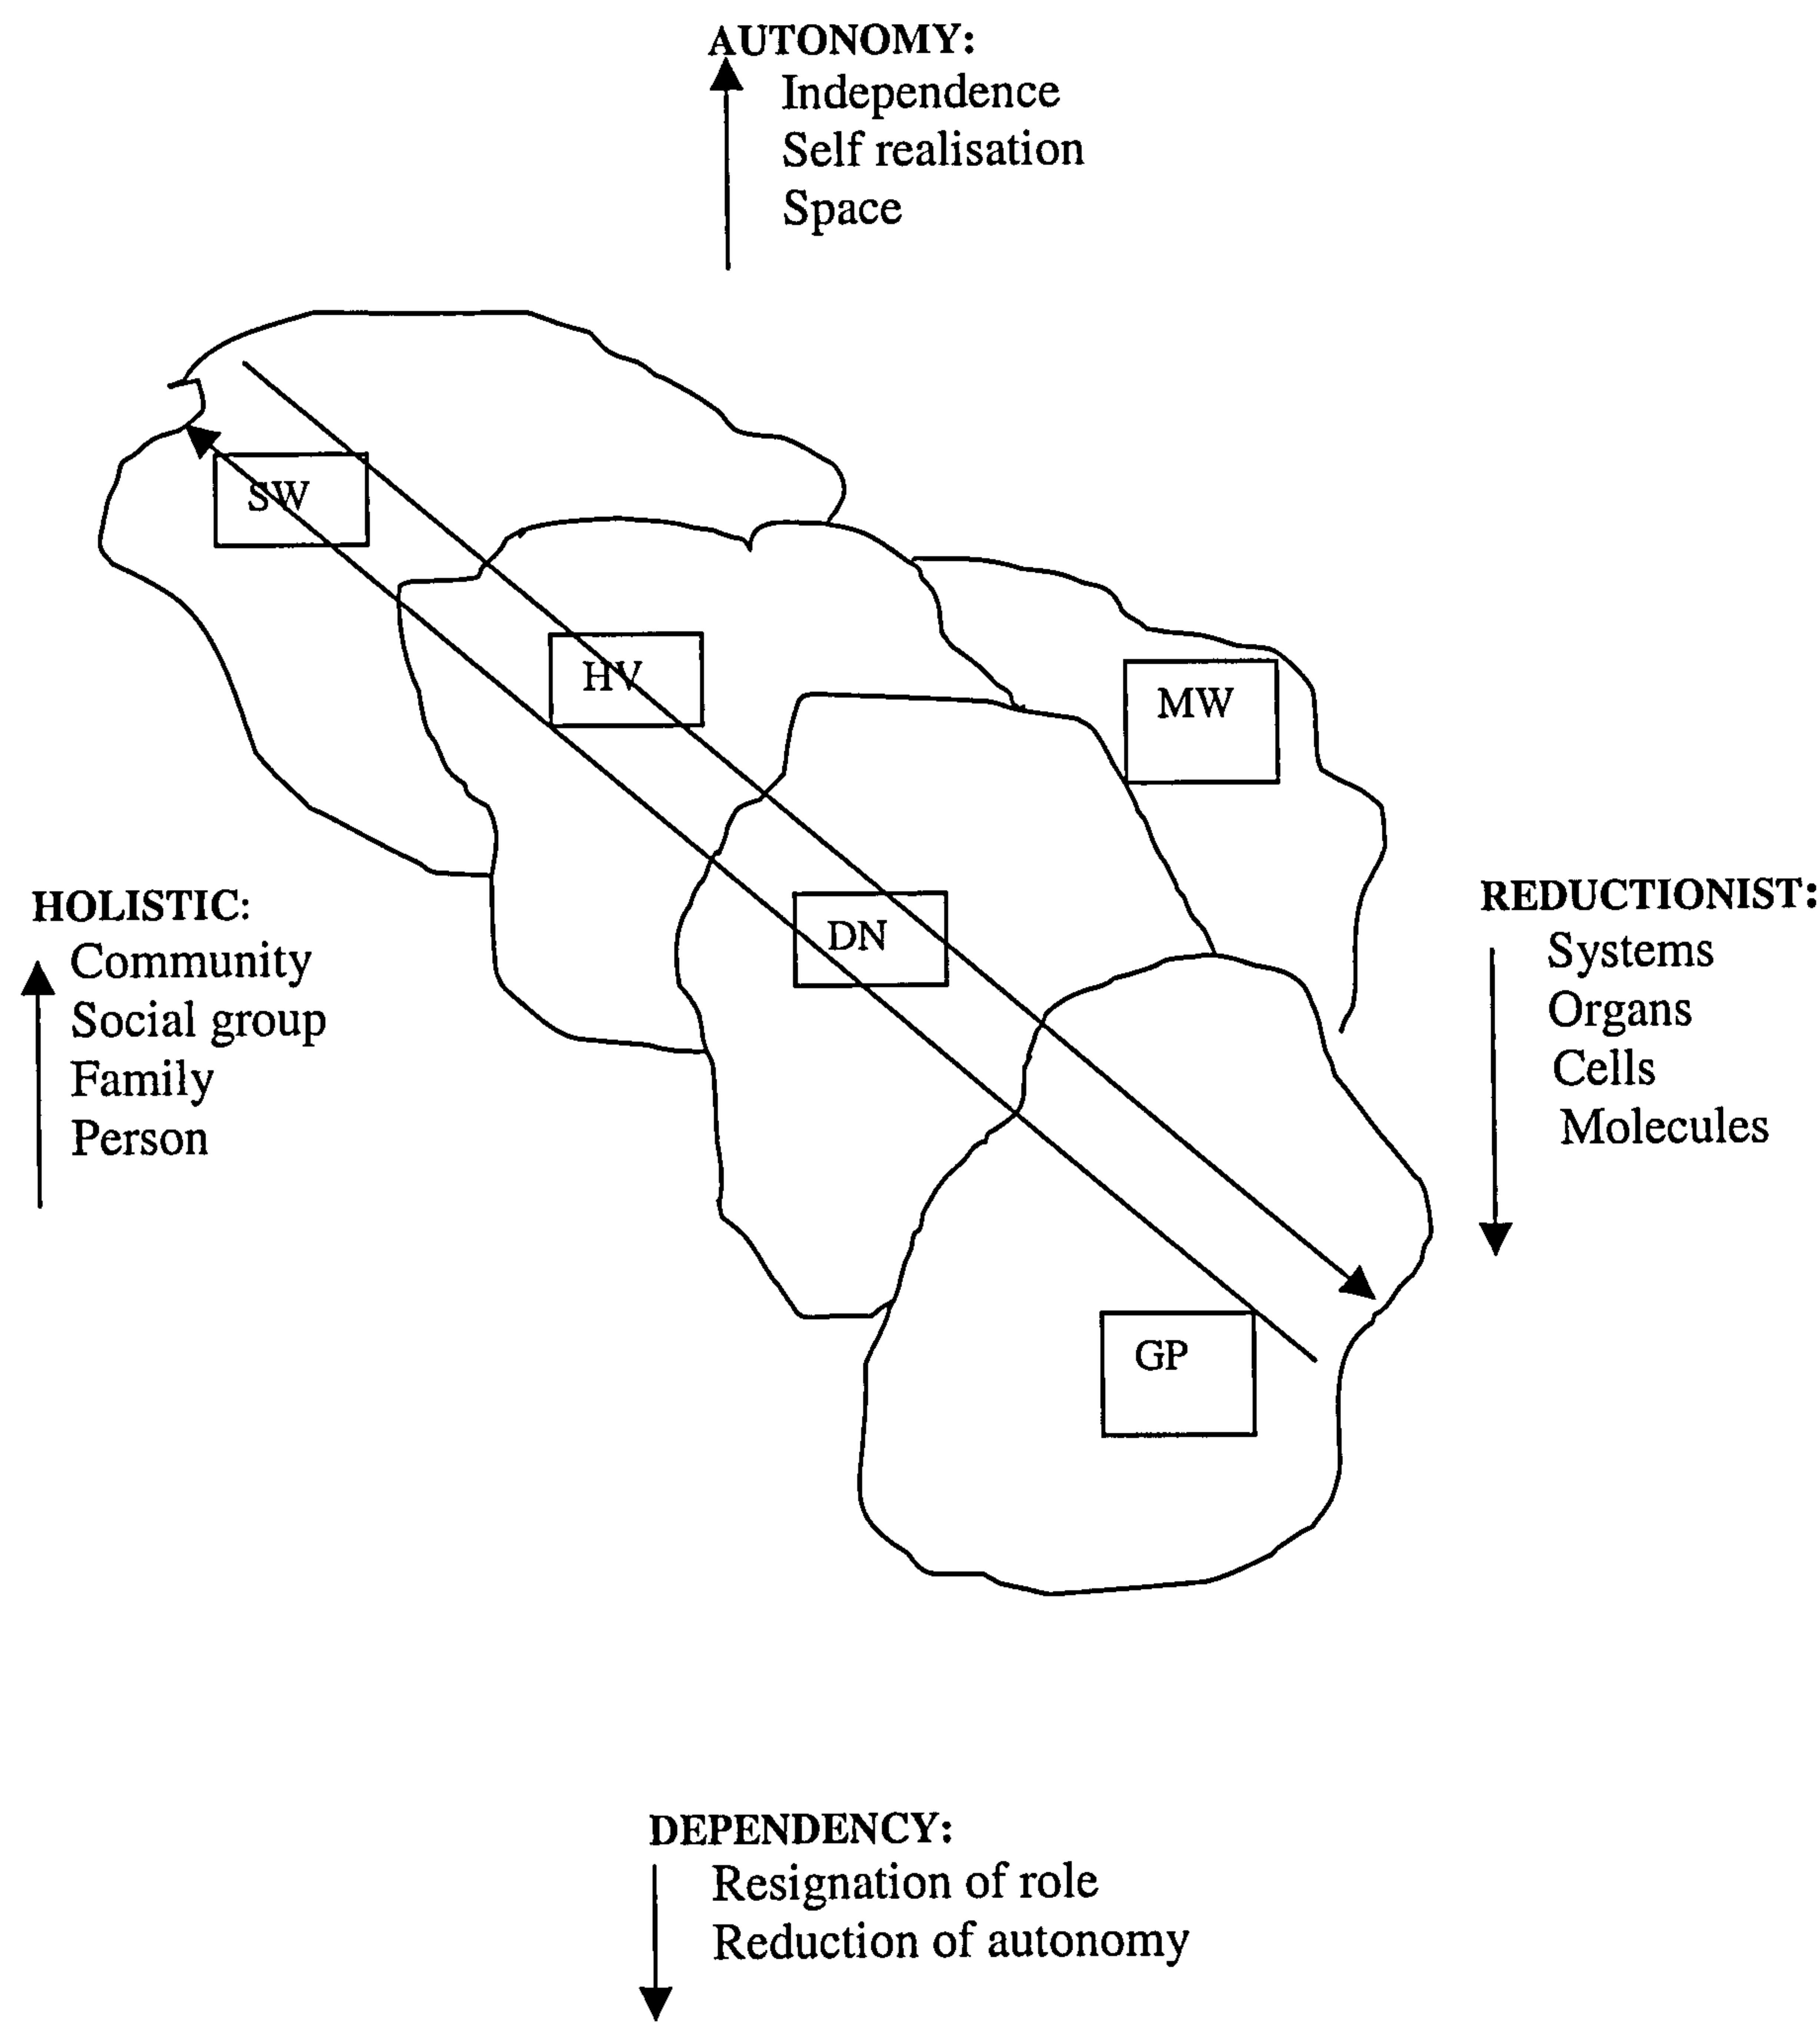 AUTONOMY:
Independence
Self realisation
Space
SW
HV
MW
DN
GP
HOLISTIC:
Community
Social group
Family
Person
REDUCTIONIST:
Systems
Organs
Cells
Molecules
DEPENDENCY:
Resignation of role
Reduction of autonomy